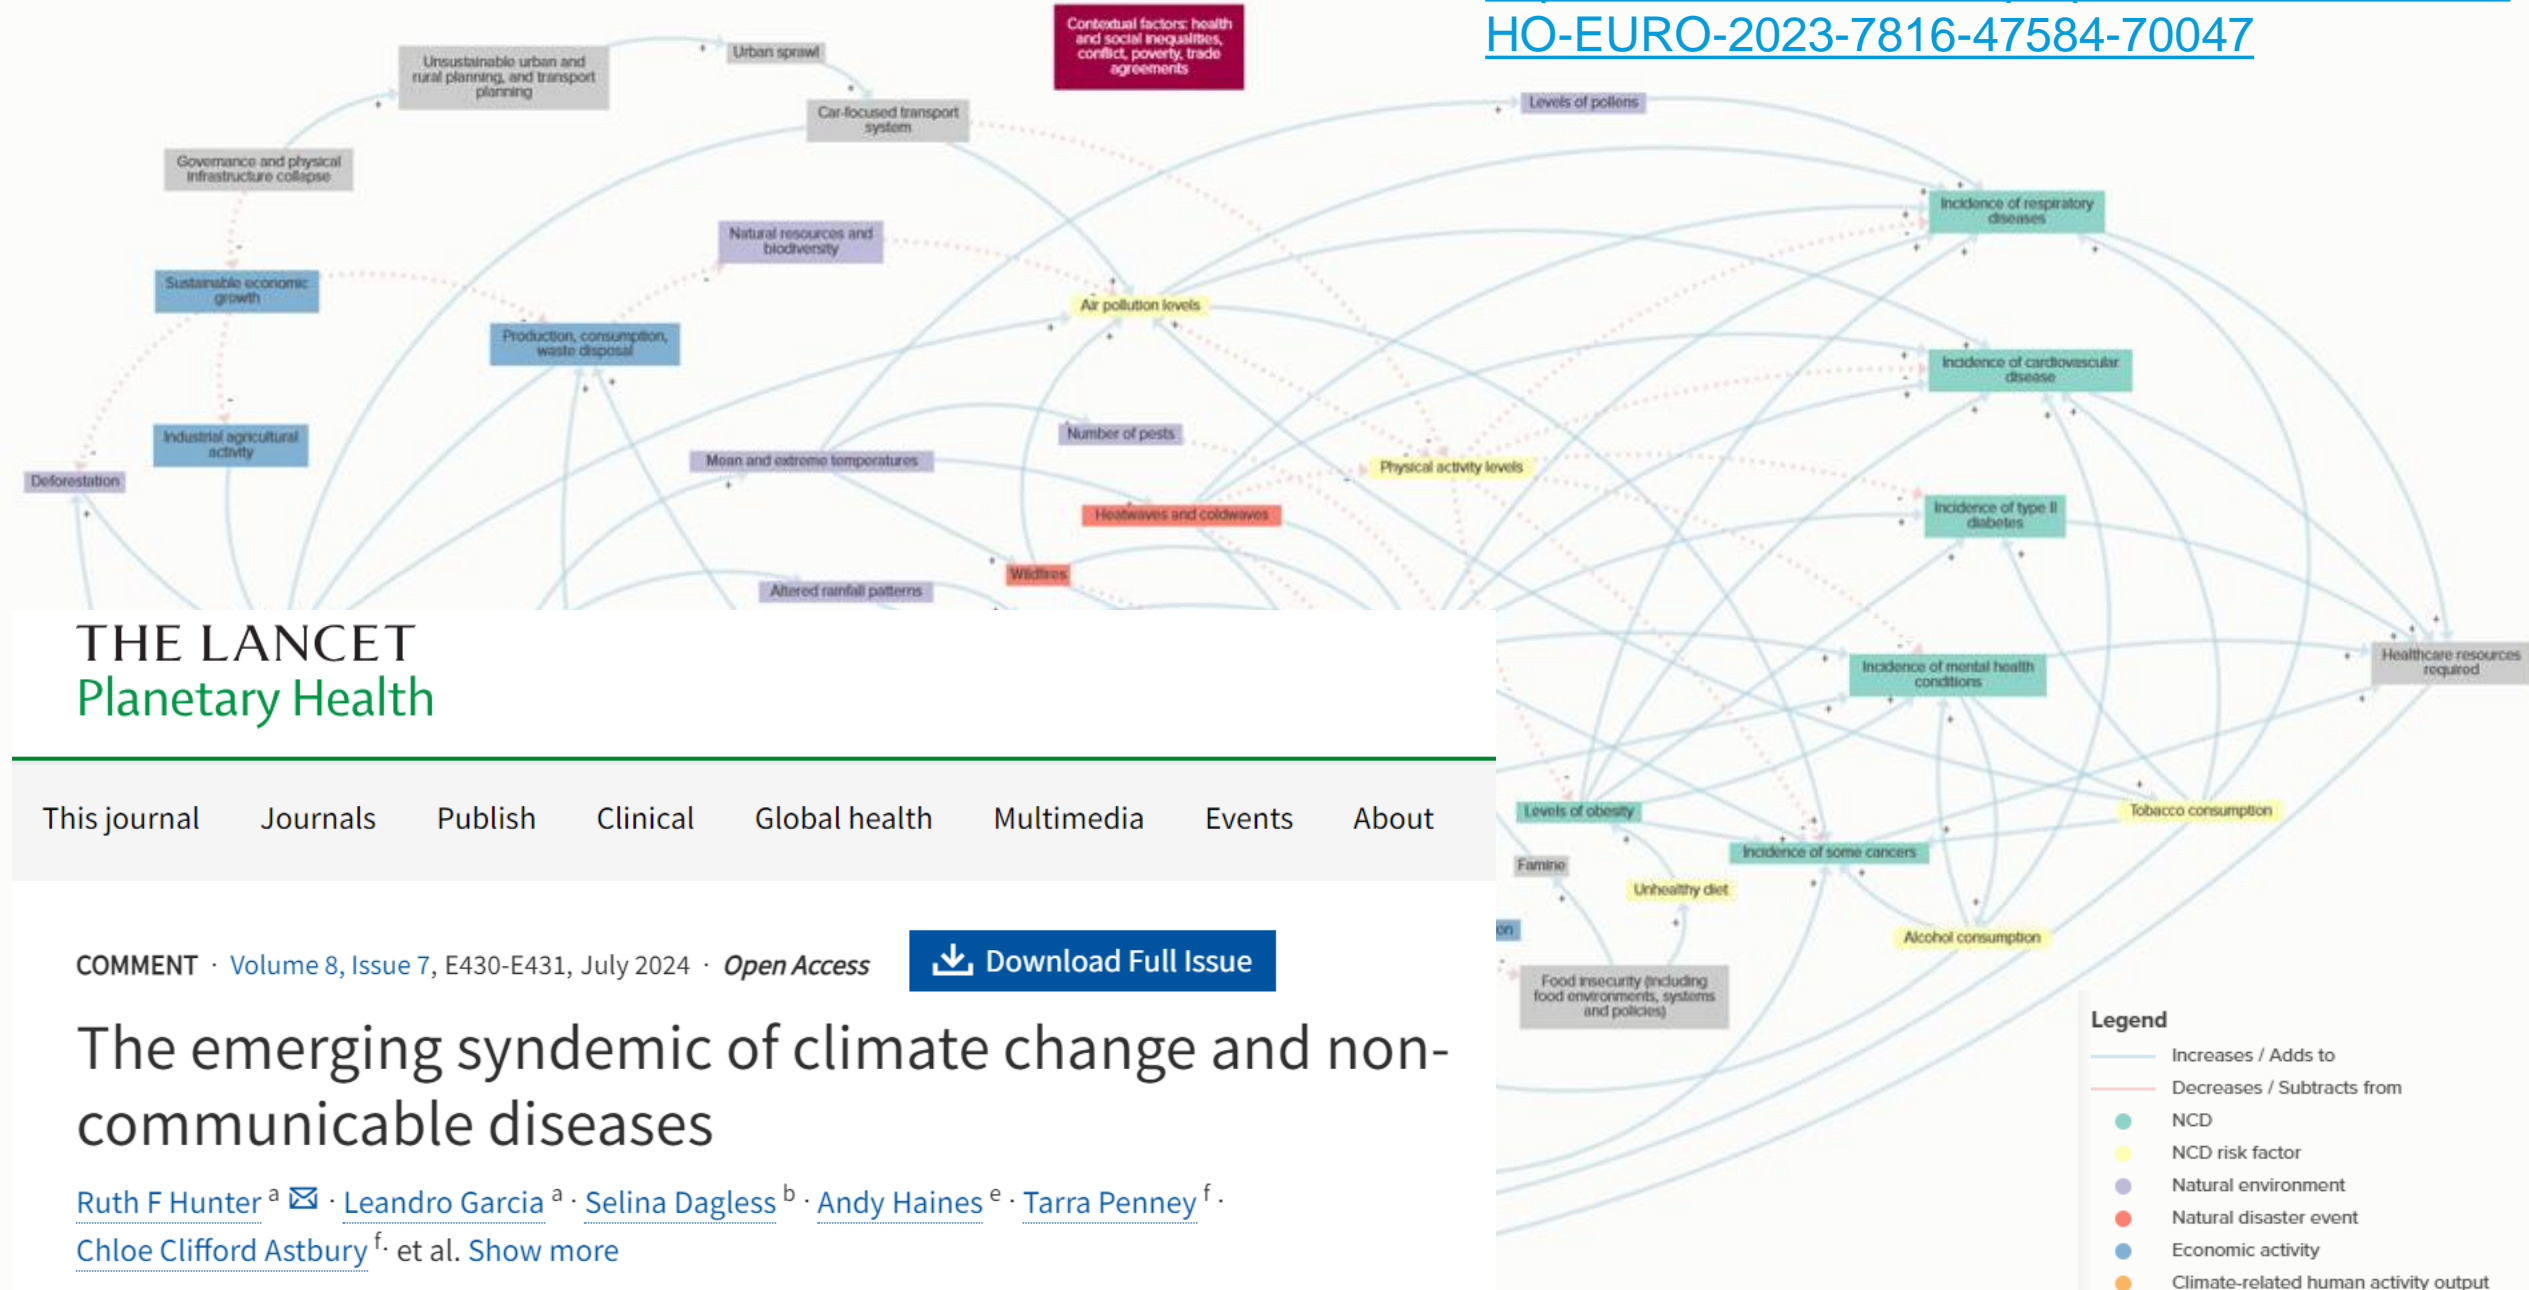 HO-EURO-2023-7816-47584-70047
Contextual factors: health
and social inequalities,
conflict, poverty, trade
agreements
Unsustainable urban and
rural planning, and transport
planning
Urban sprawl
Car-focused transport
system
Levels of pollens
Governance and physical
infrastructure collapse
Natural resources and
biodiversity
Incidence of respiratory
diseases
Sustainable economic
growth
Air pollution levels
Production, consumption,
waste disposal
Incidence of cardiovascular
disease
Industrial agricultural
activity
Number of pests
Mean and extreme temperatures
Physical activity levels
Deforestation
Heatwaves and coldwaves
Incidence of type II
diabetes
Wildfires
Altered rainfall patterns
Incidence of mental health
conditions
Healthcare resources
required
Levels of obesity
Tobacco consumption
Incidence of some cancers
Famine
Unhealthy diet
on
Alcohol consumption
Food insecurity (including
food environments, systems
and policies)
THE LANCET
Planetary Health
This journal Journals Publish Clinical Global health Multimedia Events About
COMMENT · Volume 8, Issue 7, E430-E431, July 2024 · Open Access Download Full Issue
The emerging syndemic of climate change and non-
communicable diseases
Ruth F Hunter a · Leandro Garcia a · Selina Dagless b · Andy Haines e · Tarra Penney f ·
Chloe Clifford Astbury f. et al. Show more
Legend
Increases / Adds to
Decreases / Subtracts from
NCD
NCD risk factor
Natural environment
Natural disaster event
Economic activity
Climate-related human activity output